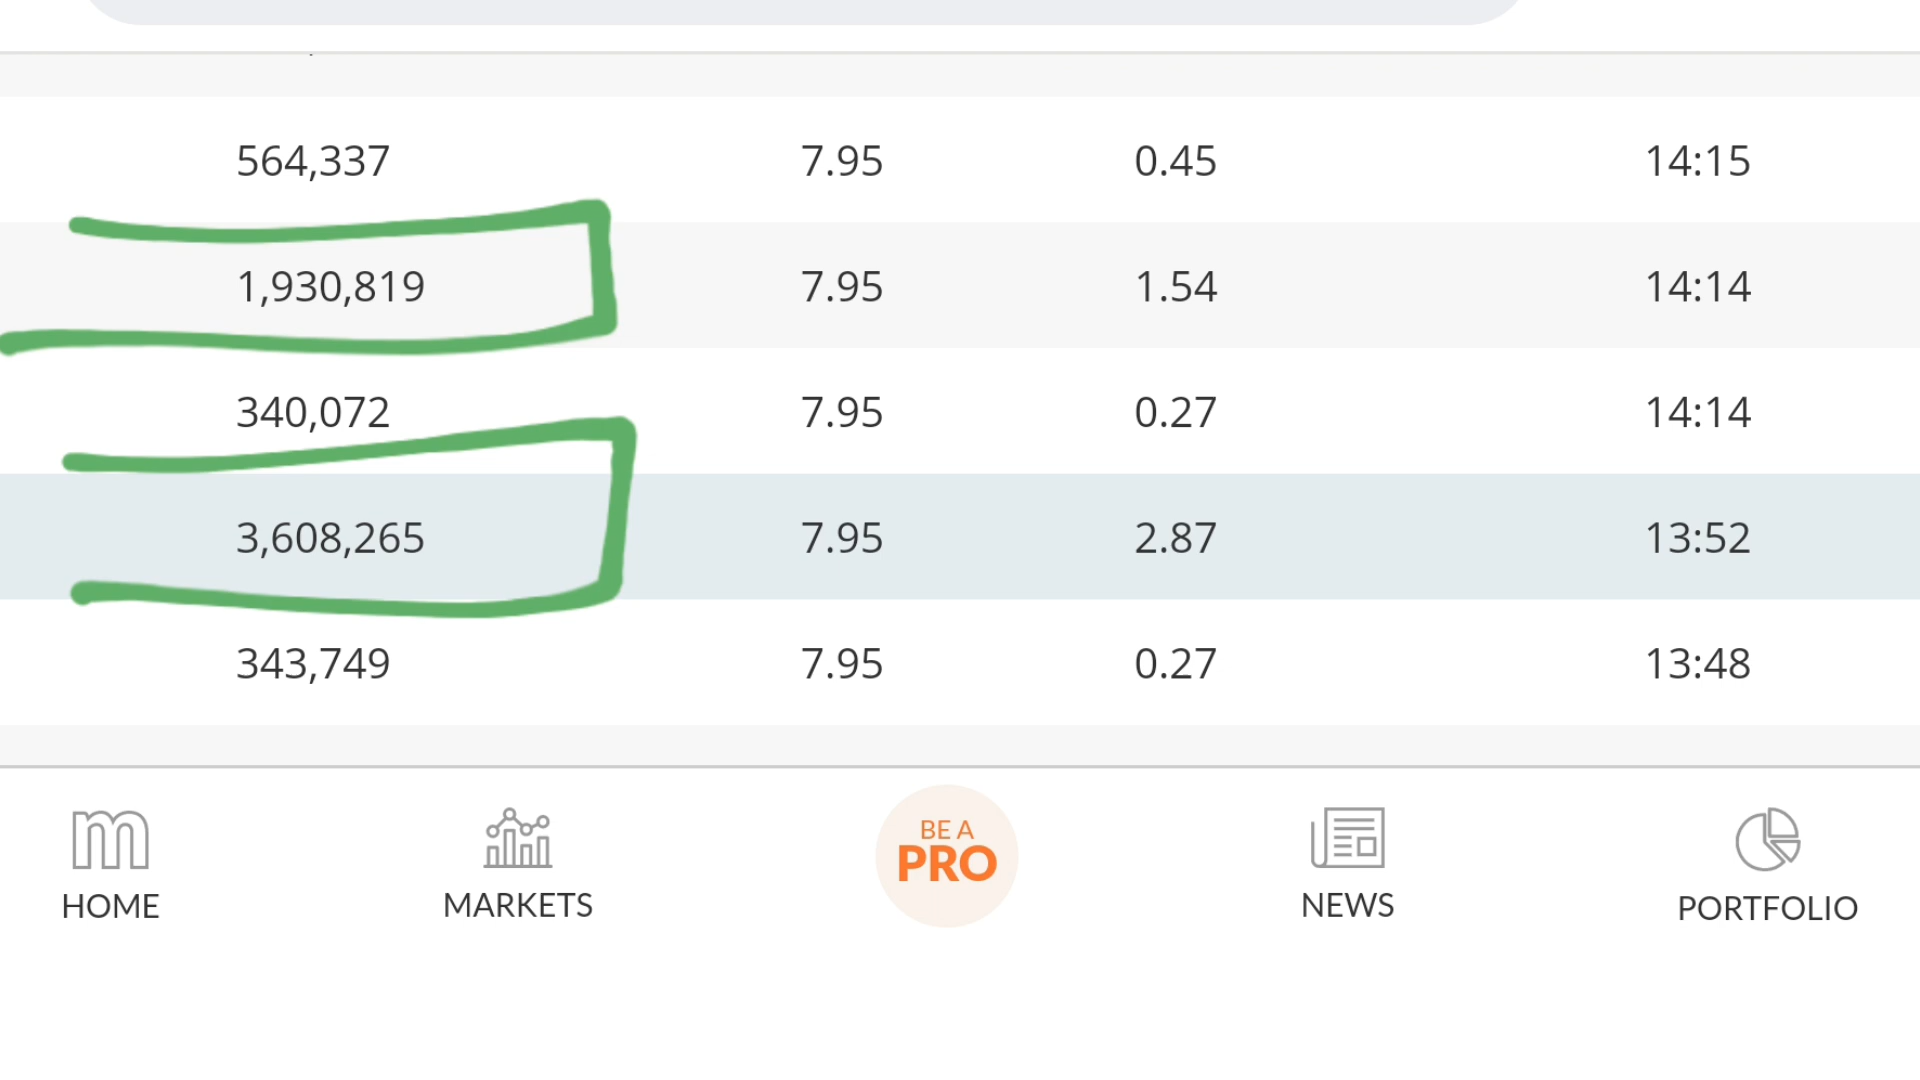 564,337 7.95 0.45 14:15
1,930,819 7.95 1.54 14:14
340,072 7.95 0.27 14:14
3,608,265 7.95 2.87 13:52
343,749 7.95 0.27 13:48
m
BE A
PRO
HOME MARKETS NEWS PORTFOLIO